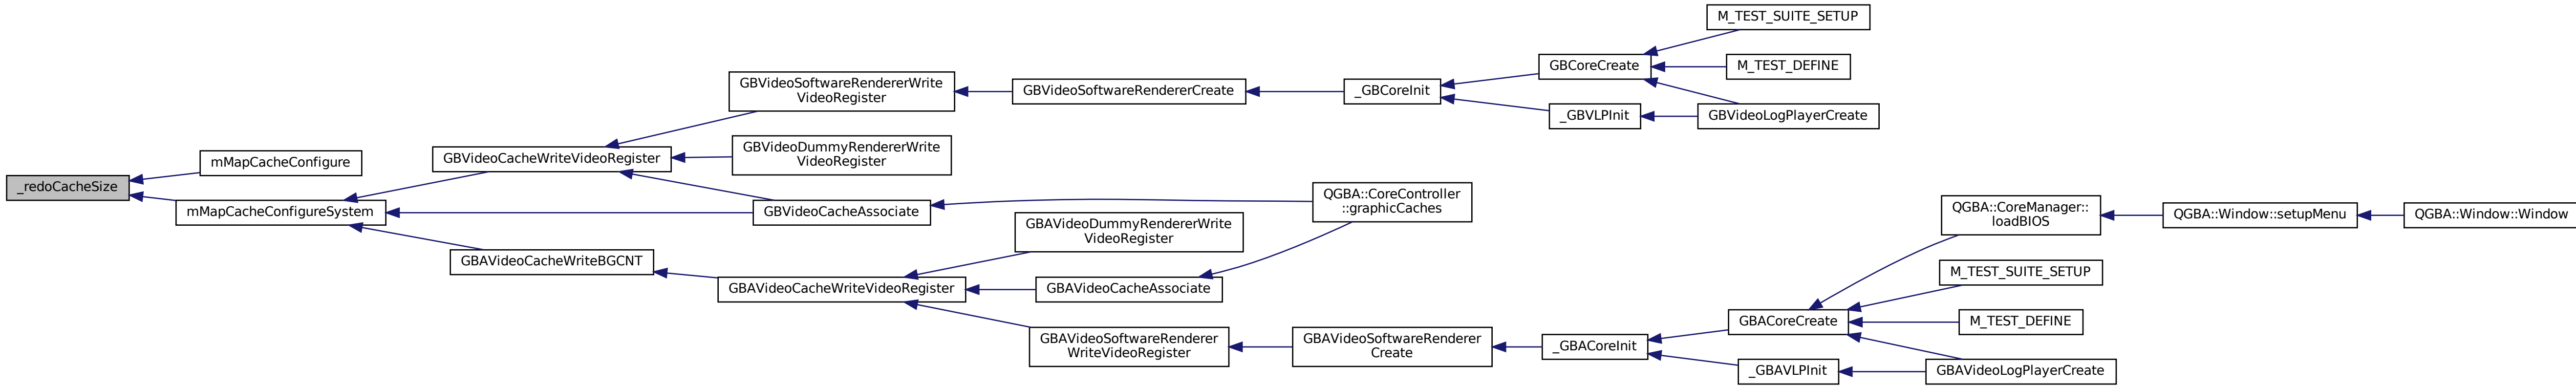 _redoCacheSize
mMapCacheConfigure
mMapCacheConfigureSystem
GBVideoCacheWriteVideoRegister
GBVideoSoftwareRendererWrite
VideoRegister
GBVideoSoftwareRendererCreate
_GBCoreInit
GBCoreCreate
M_TEST_SUITE_SETUP
M_TEST_DEFINE
GBVideoLogPlayerCreate
_GBVLPInit
GBVideoDummyRendererWrite
VideoRegister
GBVideoCacheAssociate
QGBA::CoreController
::graphicCaches
GBAVideoCacheWriteBGCNT
GBAVideoCacheWriteVideoRegister
GBAVideoDummyRendererWrite
VideoRegister
GBAVideoCacheAssociate
GBAVideoSoftwareRenderer
WriteVideoRegister
GBAVideoSoftwareRenderer
Create
_GBACoreInit
GBACoreCreate
QGBA::CoreManager::
loadBIOS
QGBA::Window::setupMenu
QGBA::Window::Window
M_TEST_SUITE_SETUP
M_TEST_DEFINE
GBAVideoLogPlayerCreate
_GBAVLPInit